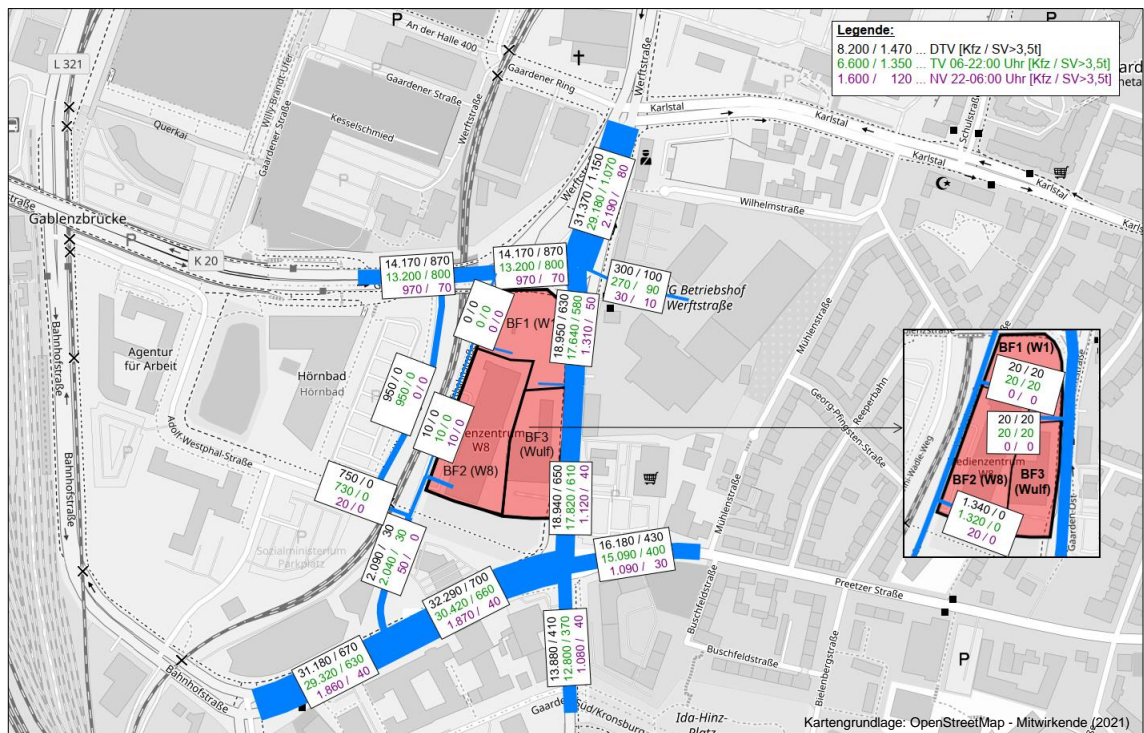 P
P
An der Halle 400
Gaardener Ring
Gaardener Straße
L 321
Willy-Brandt-Ufer
Gaardener Straße
Kesselschmied
Querkai
Werftstraße
Werftstraße
Werftstraße
Legende:
8.200 / 1.470 ... DTV [Kfz / SV>3,5t]
6.600 / 1.350 ... TV 06-22:00 Uhr [Kfz / SV>3,5t]
1.600 / 120 ... NV 22-06:00 Uhr [Kfz / SV>3,5t]
Karlstal
Karlstal
Karlstal
Karlstal
Schulstraße
Wilhelmstraße
P
P
Gablenzbrücke
P
K 20
31.370 / 1.150
29.180 / 1.070
2.190 / 80
14.170 / 870
13.200 / 800
970 / 70
14.170 / 870
13.200 / 800
970 / 70
300 / 100
270 / 90
30 / 10
G Betriebshof
Werftstraße
0 / 0
0 / 0
0 / 0
BF1 (W1
18.950 / 630
17.640 / 580
1.310 / 50
Mühlenstraße
Mühlenstraße
Bahnhofstraße
Bahnhofstraße
Bahnhofstraße
Agentur
für Arbeit
Hörnbad
Hörnbad
P
950 / 0
950 / 0
0 / 0
10 / 0
10 / 0
10 / 0
ienzentrum
W8
BF2 (W8)
BF3
(Wulf)
Georg-Pfingsten-Straße
Reeperbahn
Adolf-Westphal-Straße
750 / 0
730 / 0
20 / 0
18.940 / 650
17.820 / 610
1.120 / 40
2.090 / 30
2.040 / 30
50 / 0
P
Sozialministerium
Parkplatz
16.180 / 430
15.090 / 400
1.090 / 30
32.290 / 700
30.420 / 660
1.870 / 40
31.180 / 670
29.320 / 630
1.860 / 40
13.880 / 410
12.800 / 370
1.080 / 40
Preetzer Straße
Buschfeldstraße
Buschfeldstraße
Bielenbergstraße
P
Ida-Hinz-
Platz
BF1 (W1)
20 / 20
20 / 20
0 / 0
20 / 20
20 / 20
0 / 0
edienzentrum
W8
BF2 (W8)
BF3
(Wulf)
1.340 / 0
1.320 / 0
20 / 0
Gaarden-Ost
Kartengrundlage: OpenStreetMap - Mitwirkende (2021)